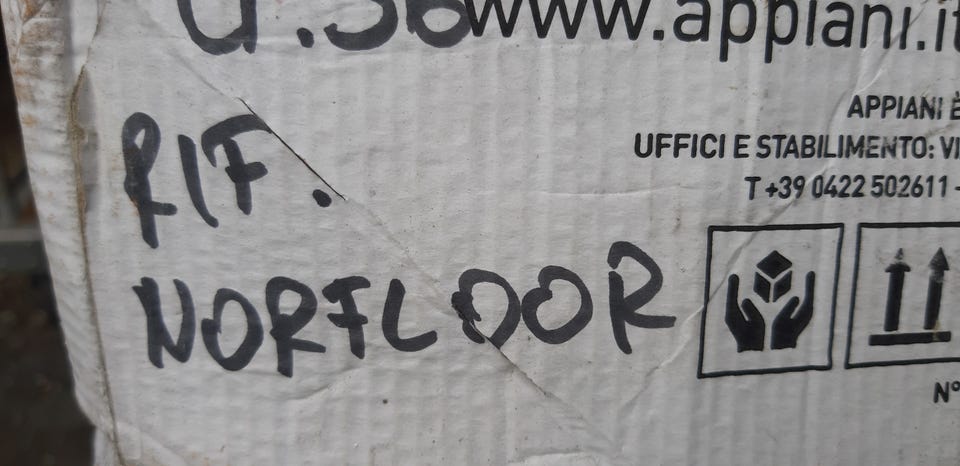 www.appiani.it
APPIANI È
UFFICI E STABILIMENTO: VI
T +39 0422 502611 -
RIF.
NORFLOOR
N°